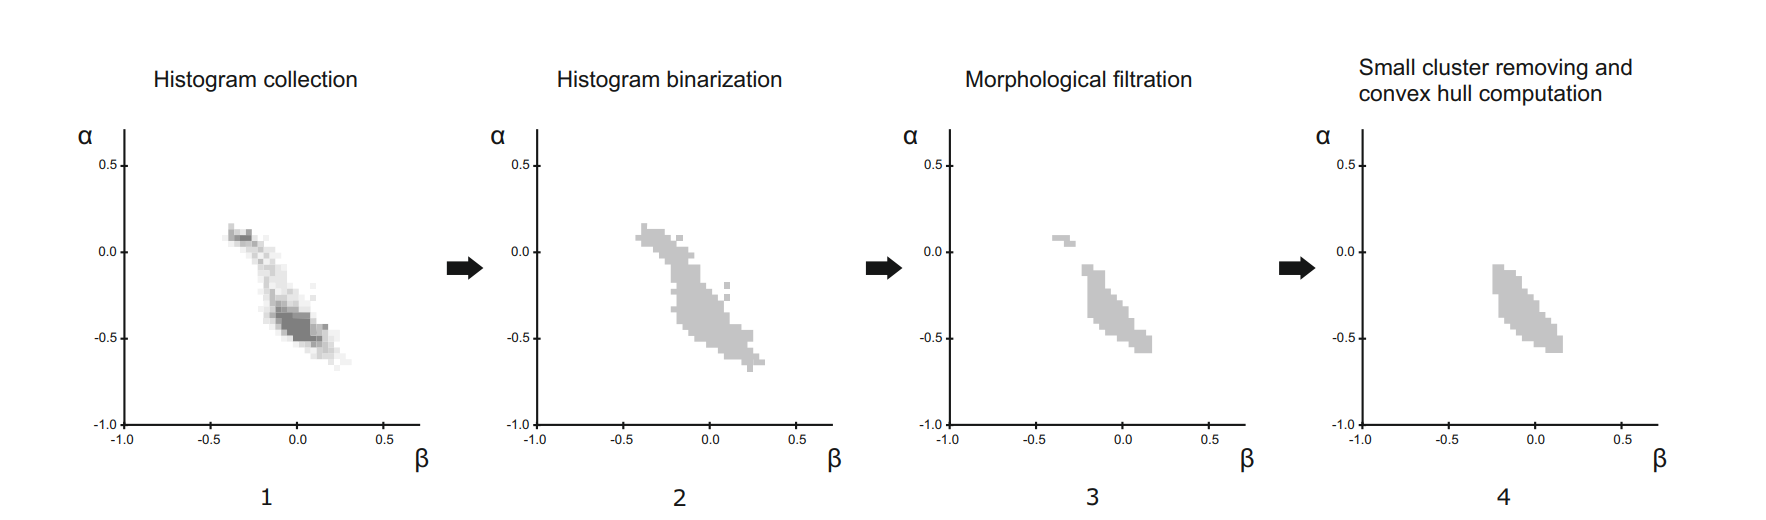 Histogram collection
Histogram binarization
Morphological filtration
Small cluster removing and
convex hull computation
α
0.5
0.0
-0.5
-1.0
-1.0
-0.5
0.0
0.5
β
1
α
0.5
0.0
-0.5
-1.0
-1.0
-0.5
0.0
0.5
β
2
α
0.5
0.0
-0.5
-1.0
-1.0
-0.5
0.0
0.5
β
3
α
0.5
0.0
-0.5
-1.0
-1.0
-0.5
0.0
0.5
β
4